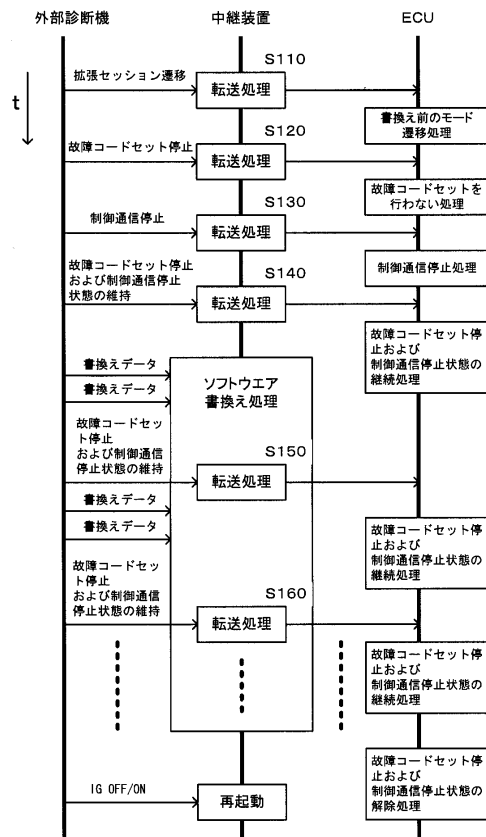 外部診断機
中継装置
ECU
t
拡張セッション遷移
S110
転送処理
書換え前のモード
遷移処理
故障コードセット停止
S120
転送処理
故障コードセットを
行わない処理
制御通信停止
S130
転送処理
制御通信停止処理
故障コードセット停止
および制御通信停止
状態の維持
S140
転送処理
故障コードセット停
止および
制御通信停止状態の
継続処理
書換えデータ
書換えデータ
ソフトウエア
書換え処理
故障コードセッ
ト停止
および制御通信
停止状態の維持
S150
転送処理
書換えデータ
書換えデータ
故障コードセット停
止および
制御通信停止状態の
継続処理
故障コードセッ
ト停止
および制御通信
停止状態の維持
S160
転送処理
故障コードセット停
止および
制御通信停止状態の
継続処理
IG OFF/ON
再起動
故障コードセット停
止および
制御通信停止状態の
解除処理